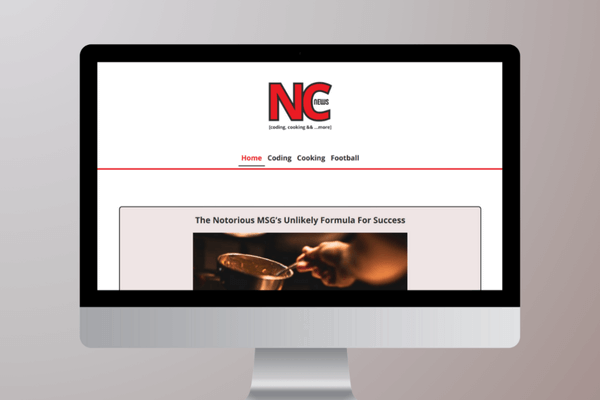 NC
NEWS
{coding, cooking && ...more}
Home Coding Cooking Football
The Notorious MSG's Unlikely Formula For Success